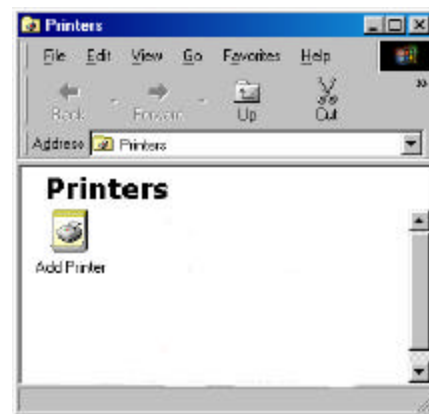 Printers
File Edit View Go Favorites Help
Back Forward Up Cut
Address Printers
Printers
Add Printer